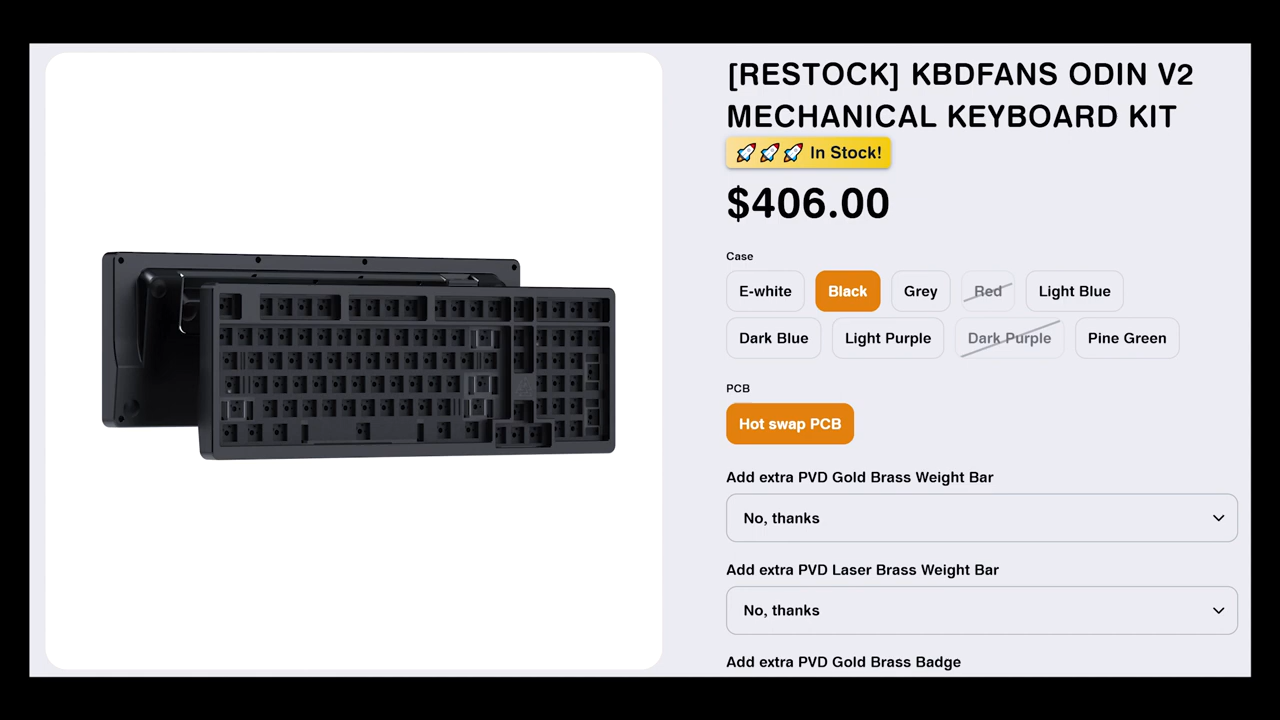 [RESTOCK] KBDFANS ODIN V2
MECHANICAL KEYBOARD KIT
🚀🚀🚀 In Stock!
$406.00
Case
E-white Black Grey Red Light Blue
Dark Blue Light Purple Dark Purple Pine Green
PCB
Hot swap PCB
Add extra PVD Gold Brass Weight Bar
No, thanks
Add extra PVD Laser Brass Weight Bar
No, thanks
Add extra PVD Gold Brass Badge